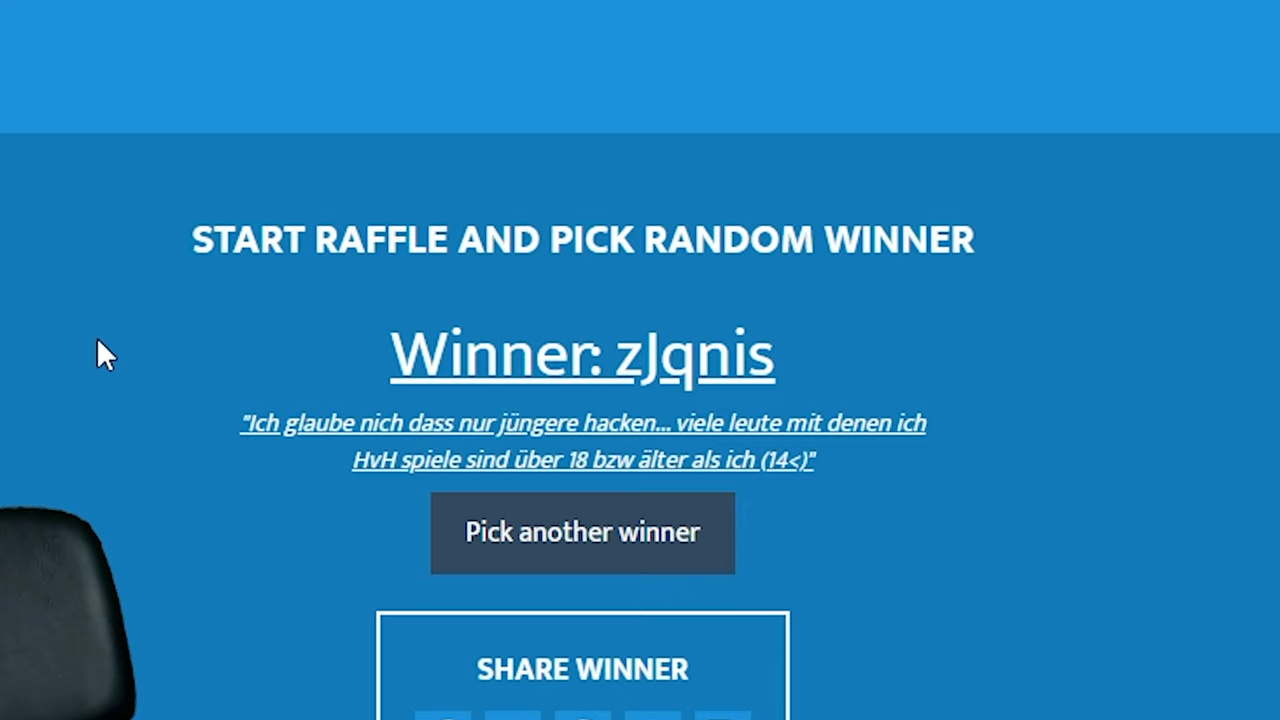 START RAFFLE AND PICK RANDOM WINNER
Winner: zJqnis
"Ich glaube nich dass nur jüngere hacken... viele leute mit denen ich
HvH spiele sind über 18 bzw älter als ich (14<)"
Pick another winner
SHARE WINNER